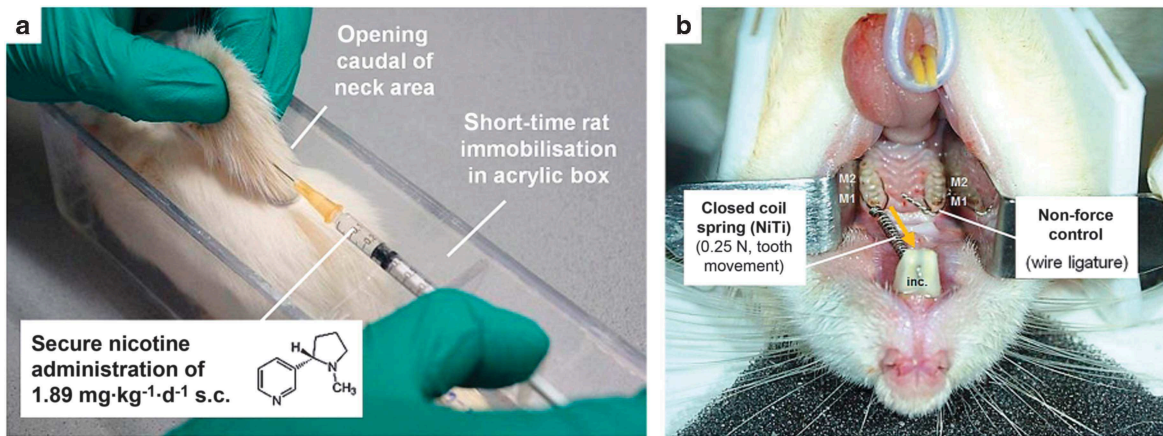 a
Opening
caudal of
neck area
Short-time rat
immobilisation
in acrylic box
Secure nicotine
administration of
1.89 mg·kg⁻¹·d⁻¹ s.c.
H
N
N
CH₃
b
M2
M1
M2
M1
Closed coil
spring (NiTi)
(0.25 N, tooth
movement)
Non-force
control
(wire ligature)
inc.